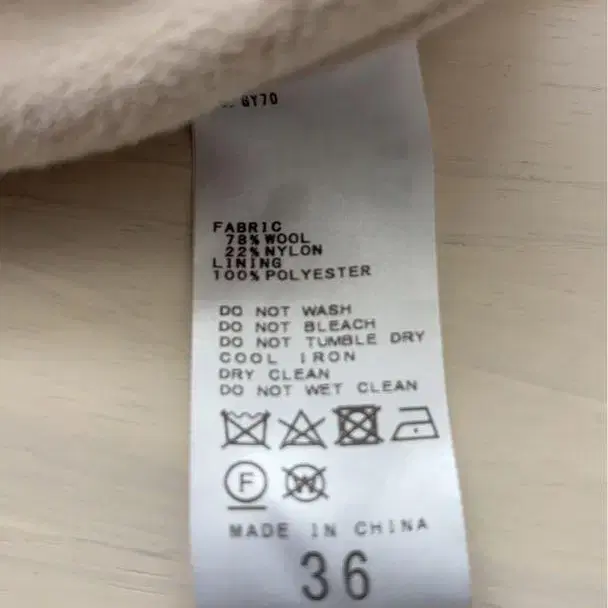 GY70
FABRIC
78% WOOL
22% NYLON
LINING
100% POLYESTER
DO NOT WASH
DO NOT BLEACH
DO NOT TUMBLE DRY
COOL IRON
DRY CLEAN
DO NOT WET CLEAN
F W
MADE IN CHINA
36